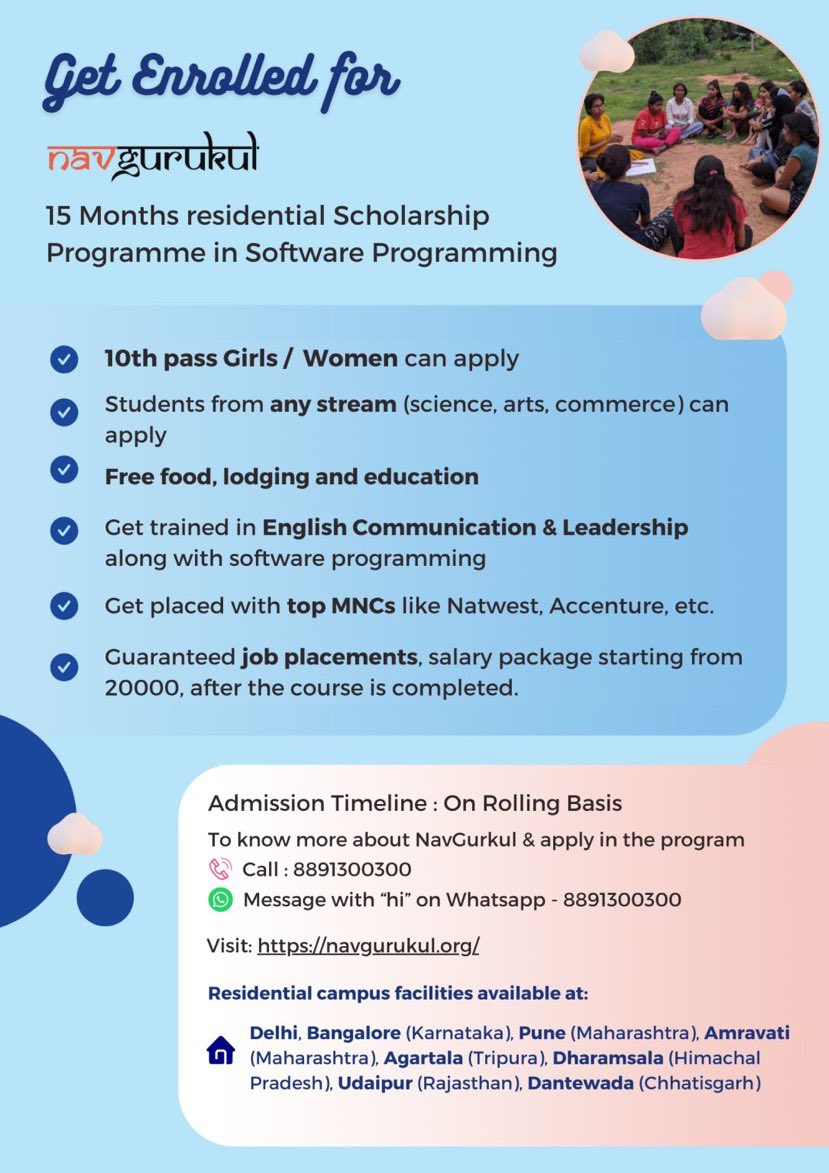 Get Enrolled for
navgurukul
15 Months residential Scholarship
Programme in Software Programming
10th pass Girls / Women can apply
Students from any stream (science, arts, commerce) can
apply
Free food, lodging and education
Get trained in English Communication & Leadership
along with software programming
Get placed with top MNCs like Natwest, Accenture, etc.
Guaranteed job placements, salary package starting from
20000, after the course is completed.
Admission Timeline : On Rolling Basis
To know more about NavGurkul & apply in the program
Call : 8891300300
Message with “hi” on Whatsapp - 8891300300
Visit: https://navgurukul.org/
Residential campus facilities available at:
Delhi, Bangalore (Karnataka), Pune (Maharashtra), Amravati
(Maharashtra), Agartala (Tripura), Dharamsala (Himachal
Pradesh), Udaipur (Rajasthan), Dantewada (Chhatisgarh)